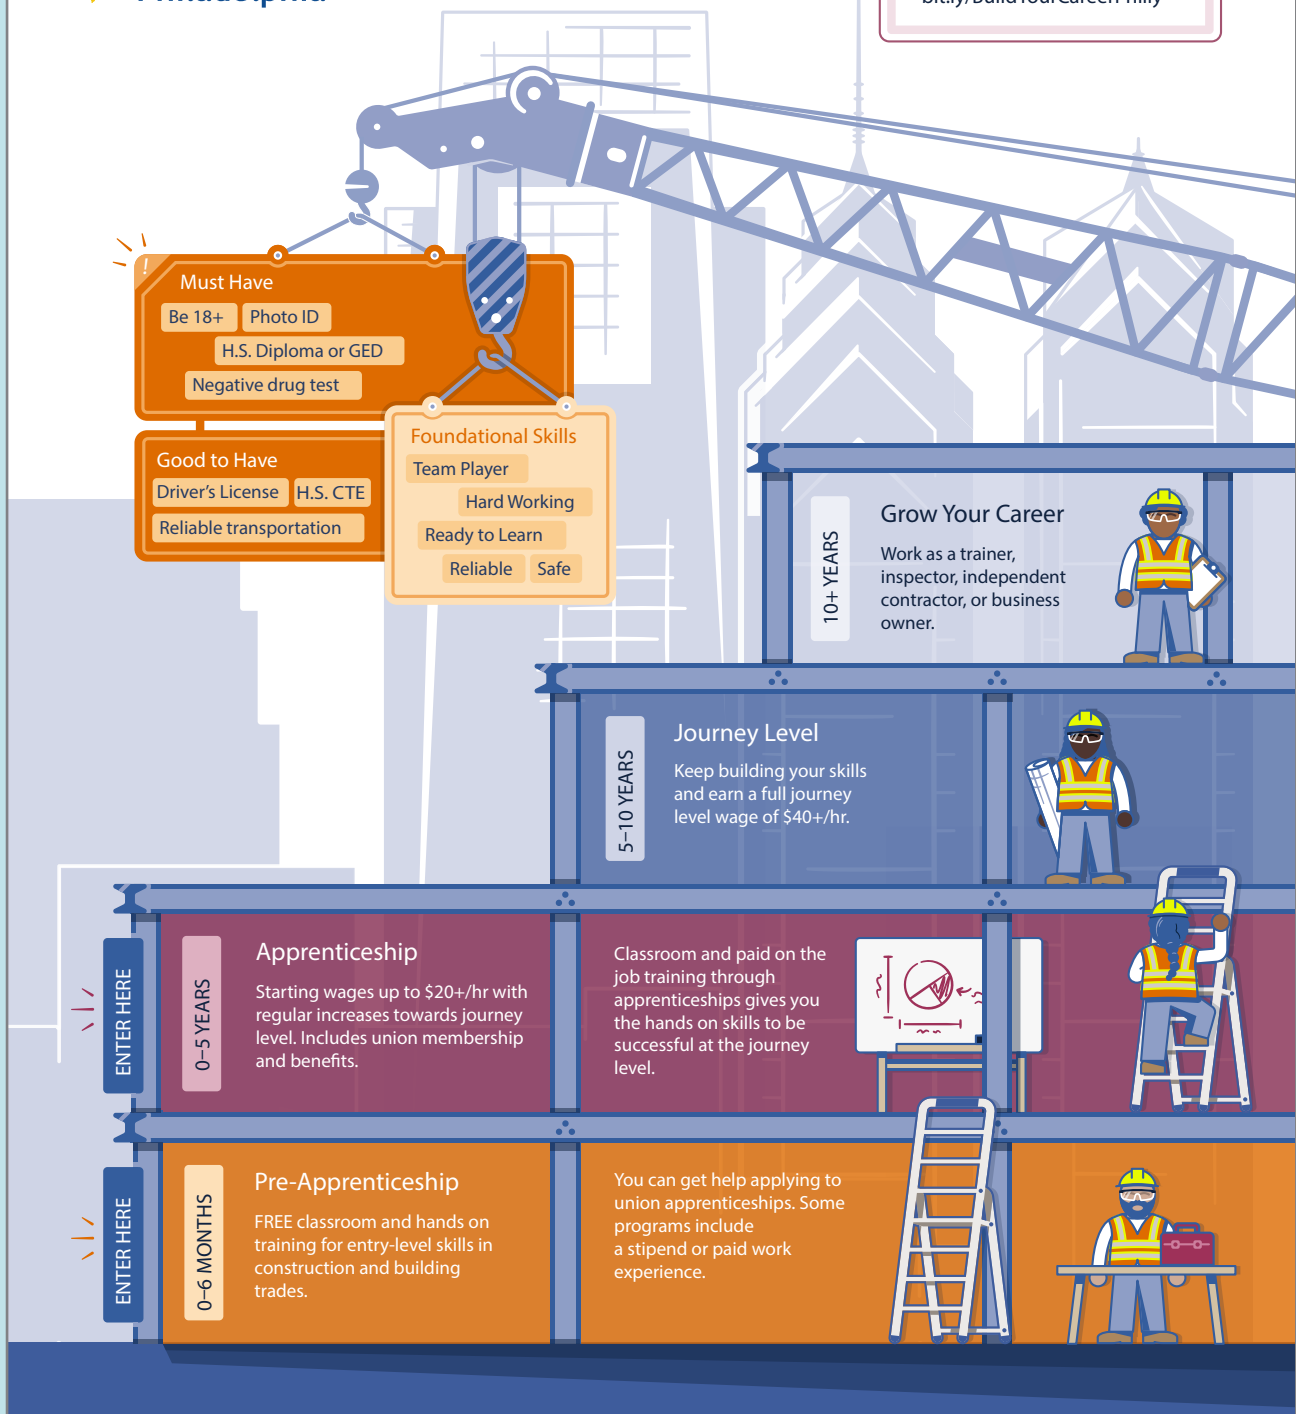 Must Have
!
Be 18+
Photo ID
H.S. Diploma or GED
Negative drug test
Good to Have
Driver's License
H.S. CTE
Reliable transportation
Foundational Skills
Team Player
Hard Working
Ready to Learn
Reliable
Safe
10+ YEARS
Grow Your Career
Work as a trainer,
inspector, independent
contractor, or business
owner.
5–10 YEARS
Journey Level
Keep building your skills
and earn a full journey
level wage of $40+/hr.
ENTER HERE
0–5 YEARS
Apprenticeship
Starting wages up to $20+/hr with
regular increases towards journey
level. Includes union membership
and benefits.
Classroom and paid on the
job training through
apprenticeships gives you
the hands on skills to be
successful at the journey
level.
ENTER HERE
0–6 MONTHS
Pre-Apprenticeship
FREE classroom and hands on
training for entry-level skills in
construction and building
trades.
You can get help applying to
union apprenticeships. Some
programs include
a stipend or paid work
experience.